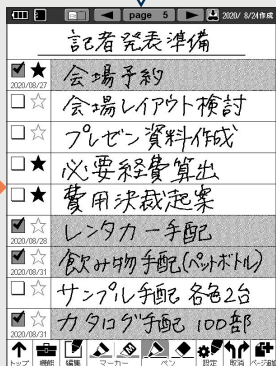 page 5 2020/ 8/24作成
記者発表準備
会場予約
2020/08/27
会場レイアウト検討
プレゼン資料作成
必要経費算出
費用決裁起案
レンタカー手配
2020/08/28
飲み物手配(ペットボトル)
2020/08/31
サンプル手配 各色2台
カタログ手配 100部
2020/08/31
トップ 機能 編集 マーカー ペン 設定 取消 ページ追加